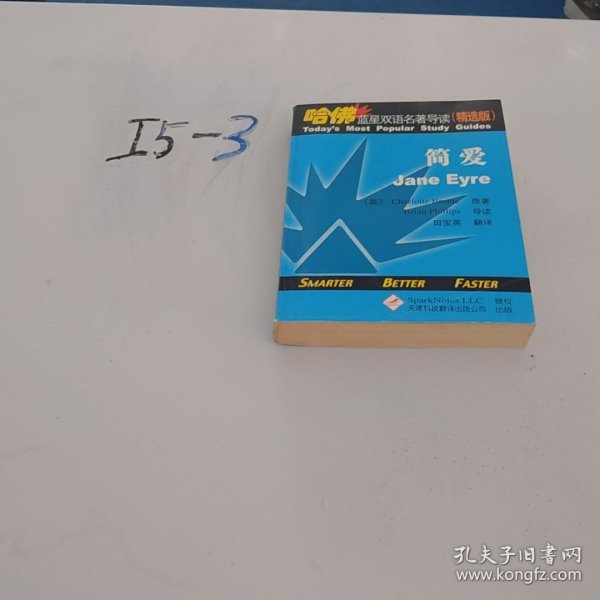 I5-3
哈佛蓝星双语名著导读(精选版)
Today's Most Popular Study Guides
简爱
Jane Eyre
〔英〕 Charlotte Bronte 原著
Brian Phillips 导读
田宝英 翻译
SMARTER BETTER FASTER
SparkNotes LLC 授权
天津科技翻译出版公司 出版
孔夫子旧书网
www.kongfz.com